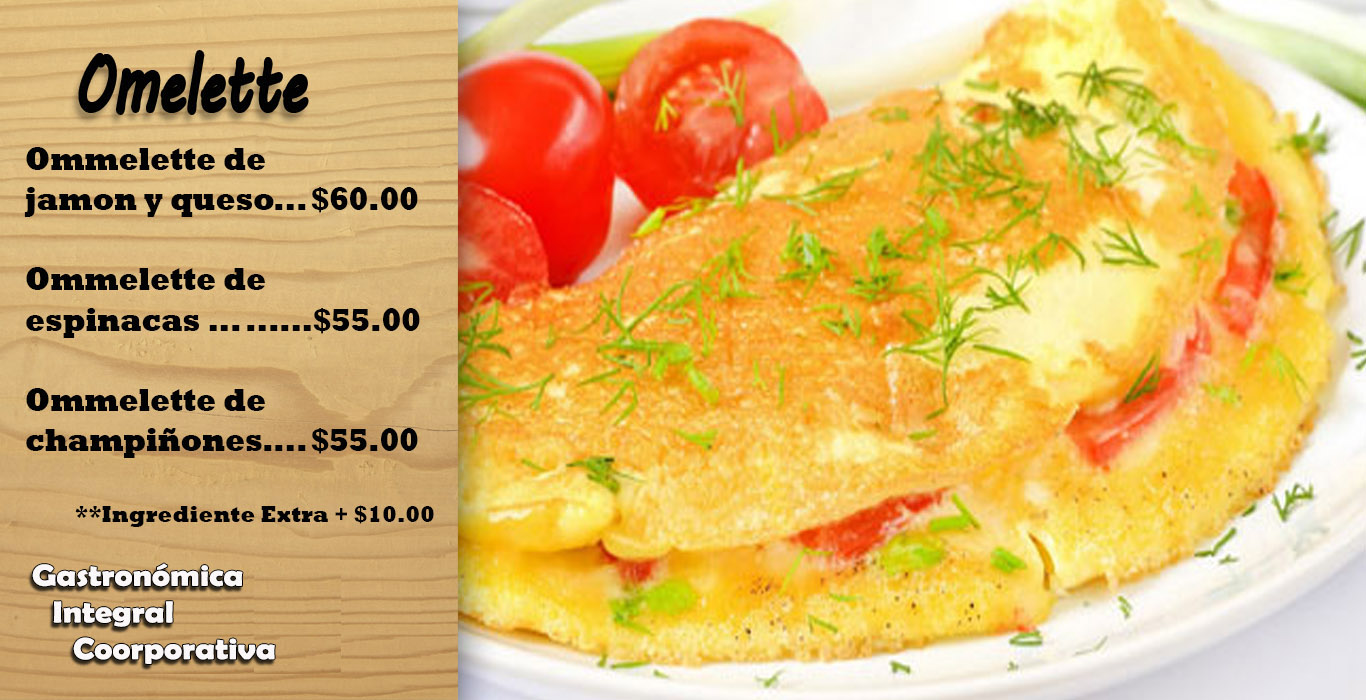 Omelette
Ommelette de
jamon y queso...$60.00
Ommelette de
espinacas .........$55.00
Ommelette de
champiñones....$55.00
**Ingrediente Extra + $10.00
Gastronómica
Integral
Coorporativa